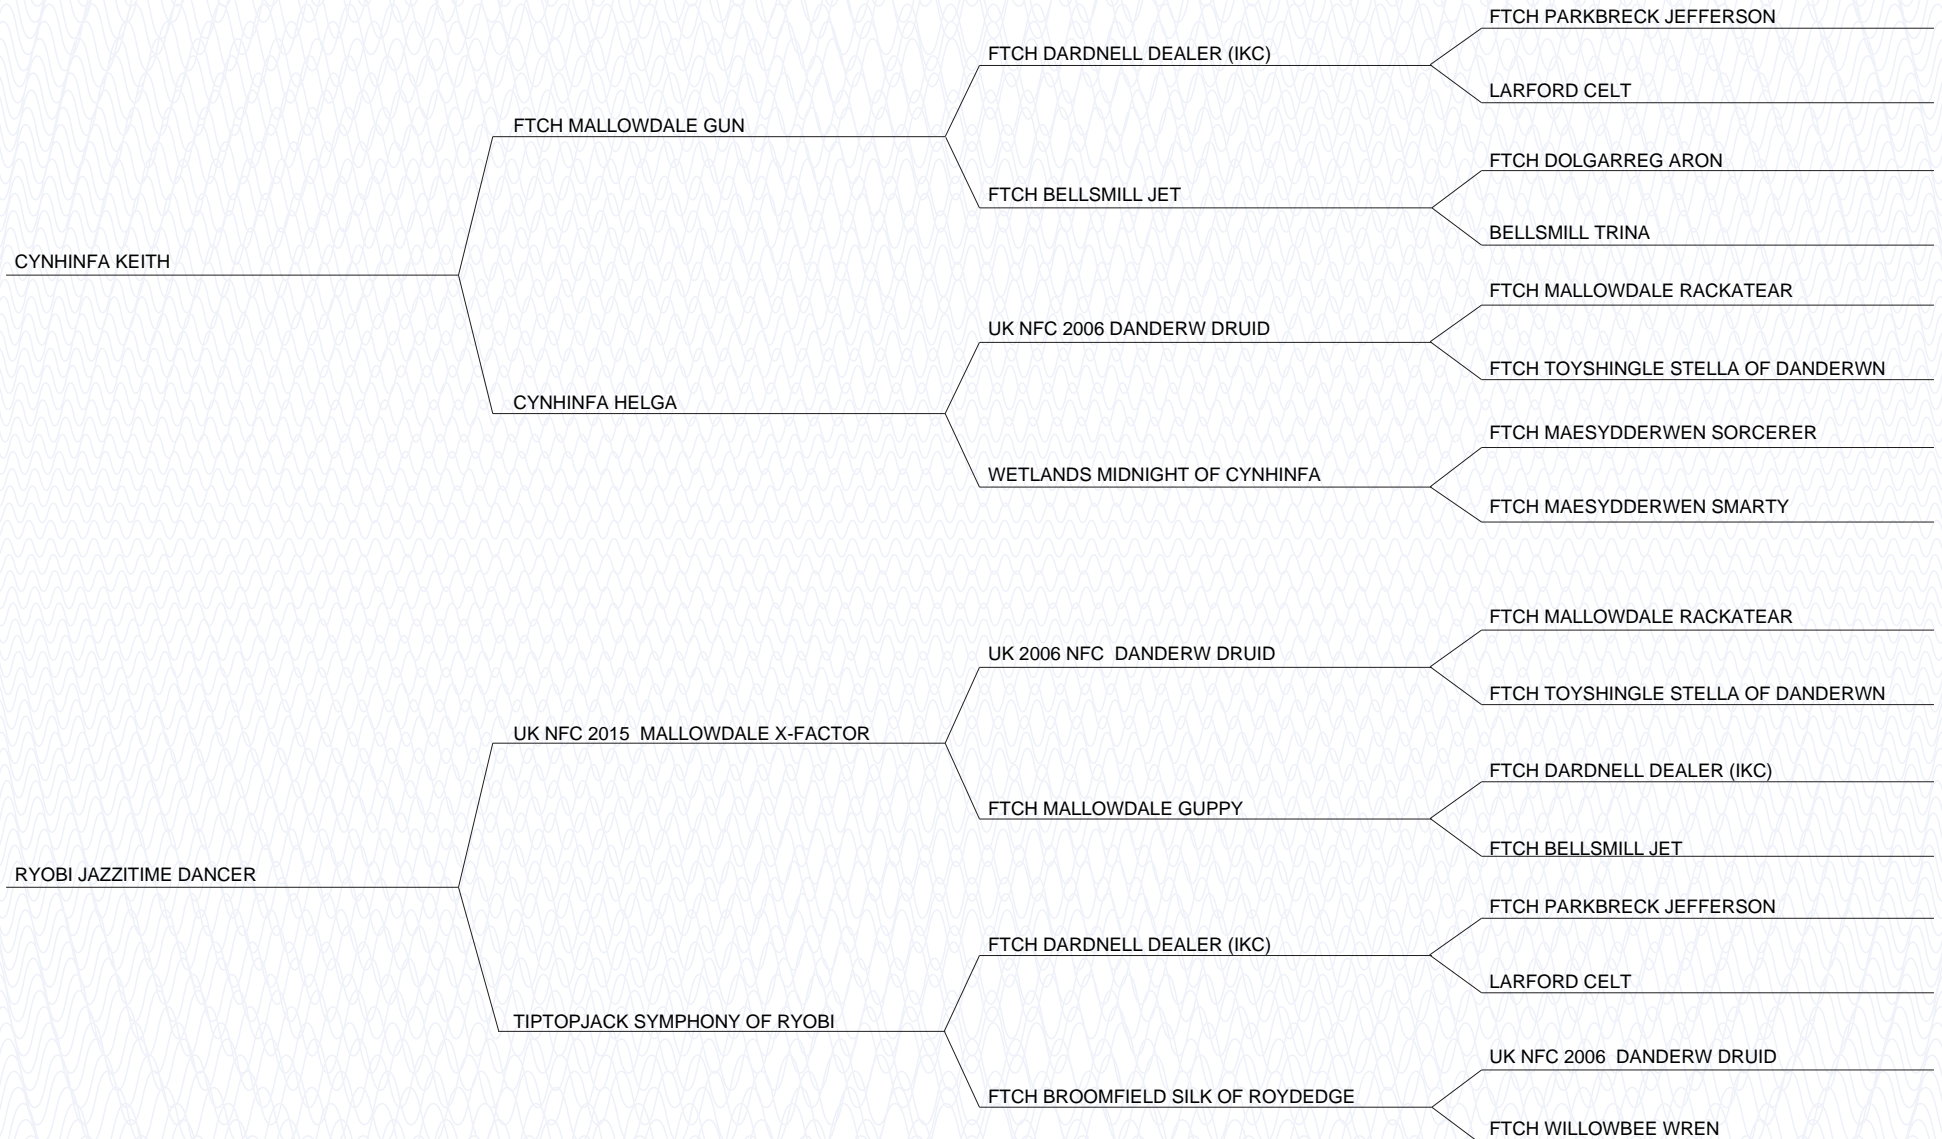 FTCH PARKBRECK JEFFERSON
FTCH DARDNELL DEALER (IKC)
LARFORD CELT
FTCH MALLOWDALE GUN
FTCH DOLGARREG ARON
FTCH BELLSMILL JET
BELLSMILL TRINA
CYNHINFA KEITH
FTCH MALLOWDALE RACKATEAR
UK NFC 2006 DANDERW DRUID
FTCH TOYSHINGLE STELLA OF DANDERWN
CYNHINFA HELGA
FTCH MAESYDDERWEN SORCERER
WETLANDS MIDNIGHT OF CYNHINFA
FTCH MAESYDDERWEN SMARTY
FTCH MALLOWDALE RACKATEAR
UK 2006 NFC  DANDERW DRUID
FTCH TOYSHINGLE STELLA OF DANDERWN
UK NFC 2015  MALLOWDALE X-FACTOR
FTCH DARDNELL DEALER (IKC)
FTCH MALLOWDALE GUPPY
FTCH BELLSMILL JET
RYOBI JAZZITIME DANCER
FTCH PARKBRECK JEFFERSON
FTCH DARDNELL DEALER (IKC)
LARFORD CELT
TIPTOPJACK SYMPHONY OF RYOBI
UK NFC 2006  DANDERW DRUID
FTCH BROOMFIELD SILK OF ROYDEDGE
FTCH WILLOWBEE WREN